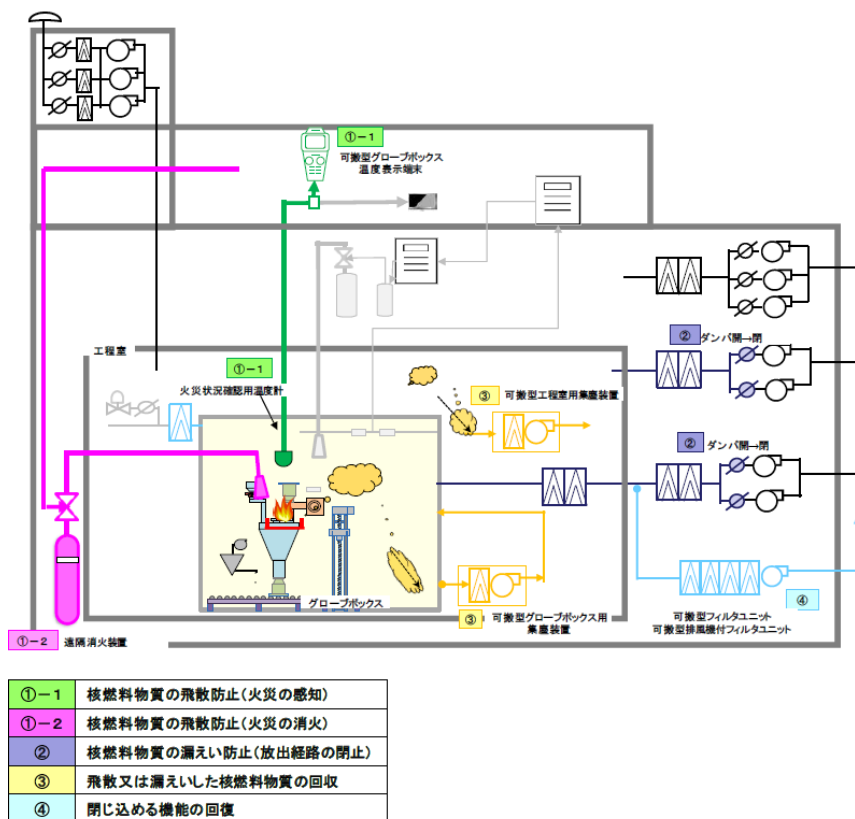 ①-1
可搬型グローブボックス
温度表示端末
② ダンパ開→閉
工程室
①-1
火災状況確認用温度計
③ 可搬型工程室用集塵装置
② ダンパ開→閉
グローブボックス
③ 可搬型グローブボックス用
集塵装置
④
可搬型フィルタユニット
可搬型排風機付フィルタユニット
①-2 遠隔消火装置
①-1 核燃料物質の飛散防止(火災の感知)
①-2 核燃料物質の飛散防止(火災の消火)
② 核燃料物質の漏えい防止(放出経路の閉止)
③ 飛散又は漏えいした核燃料物質の回収
④ 閉じ込める機能の回復